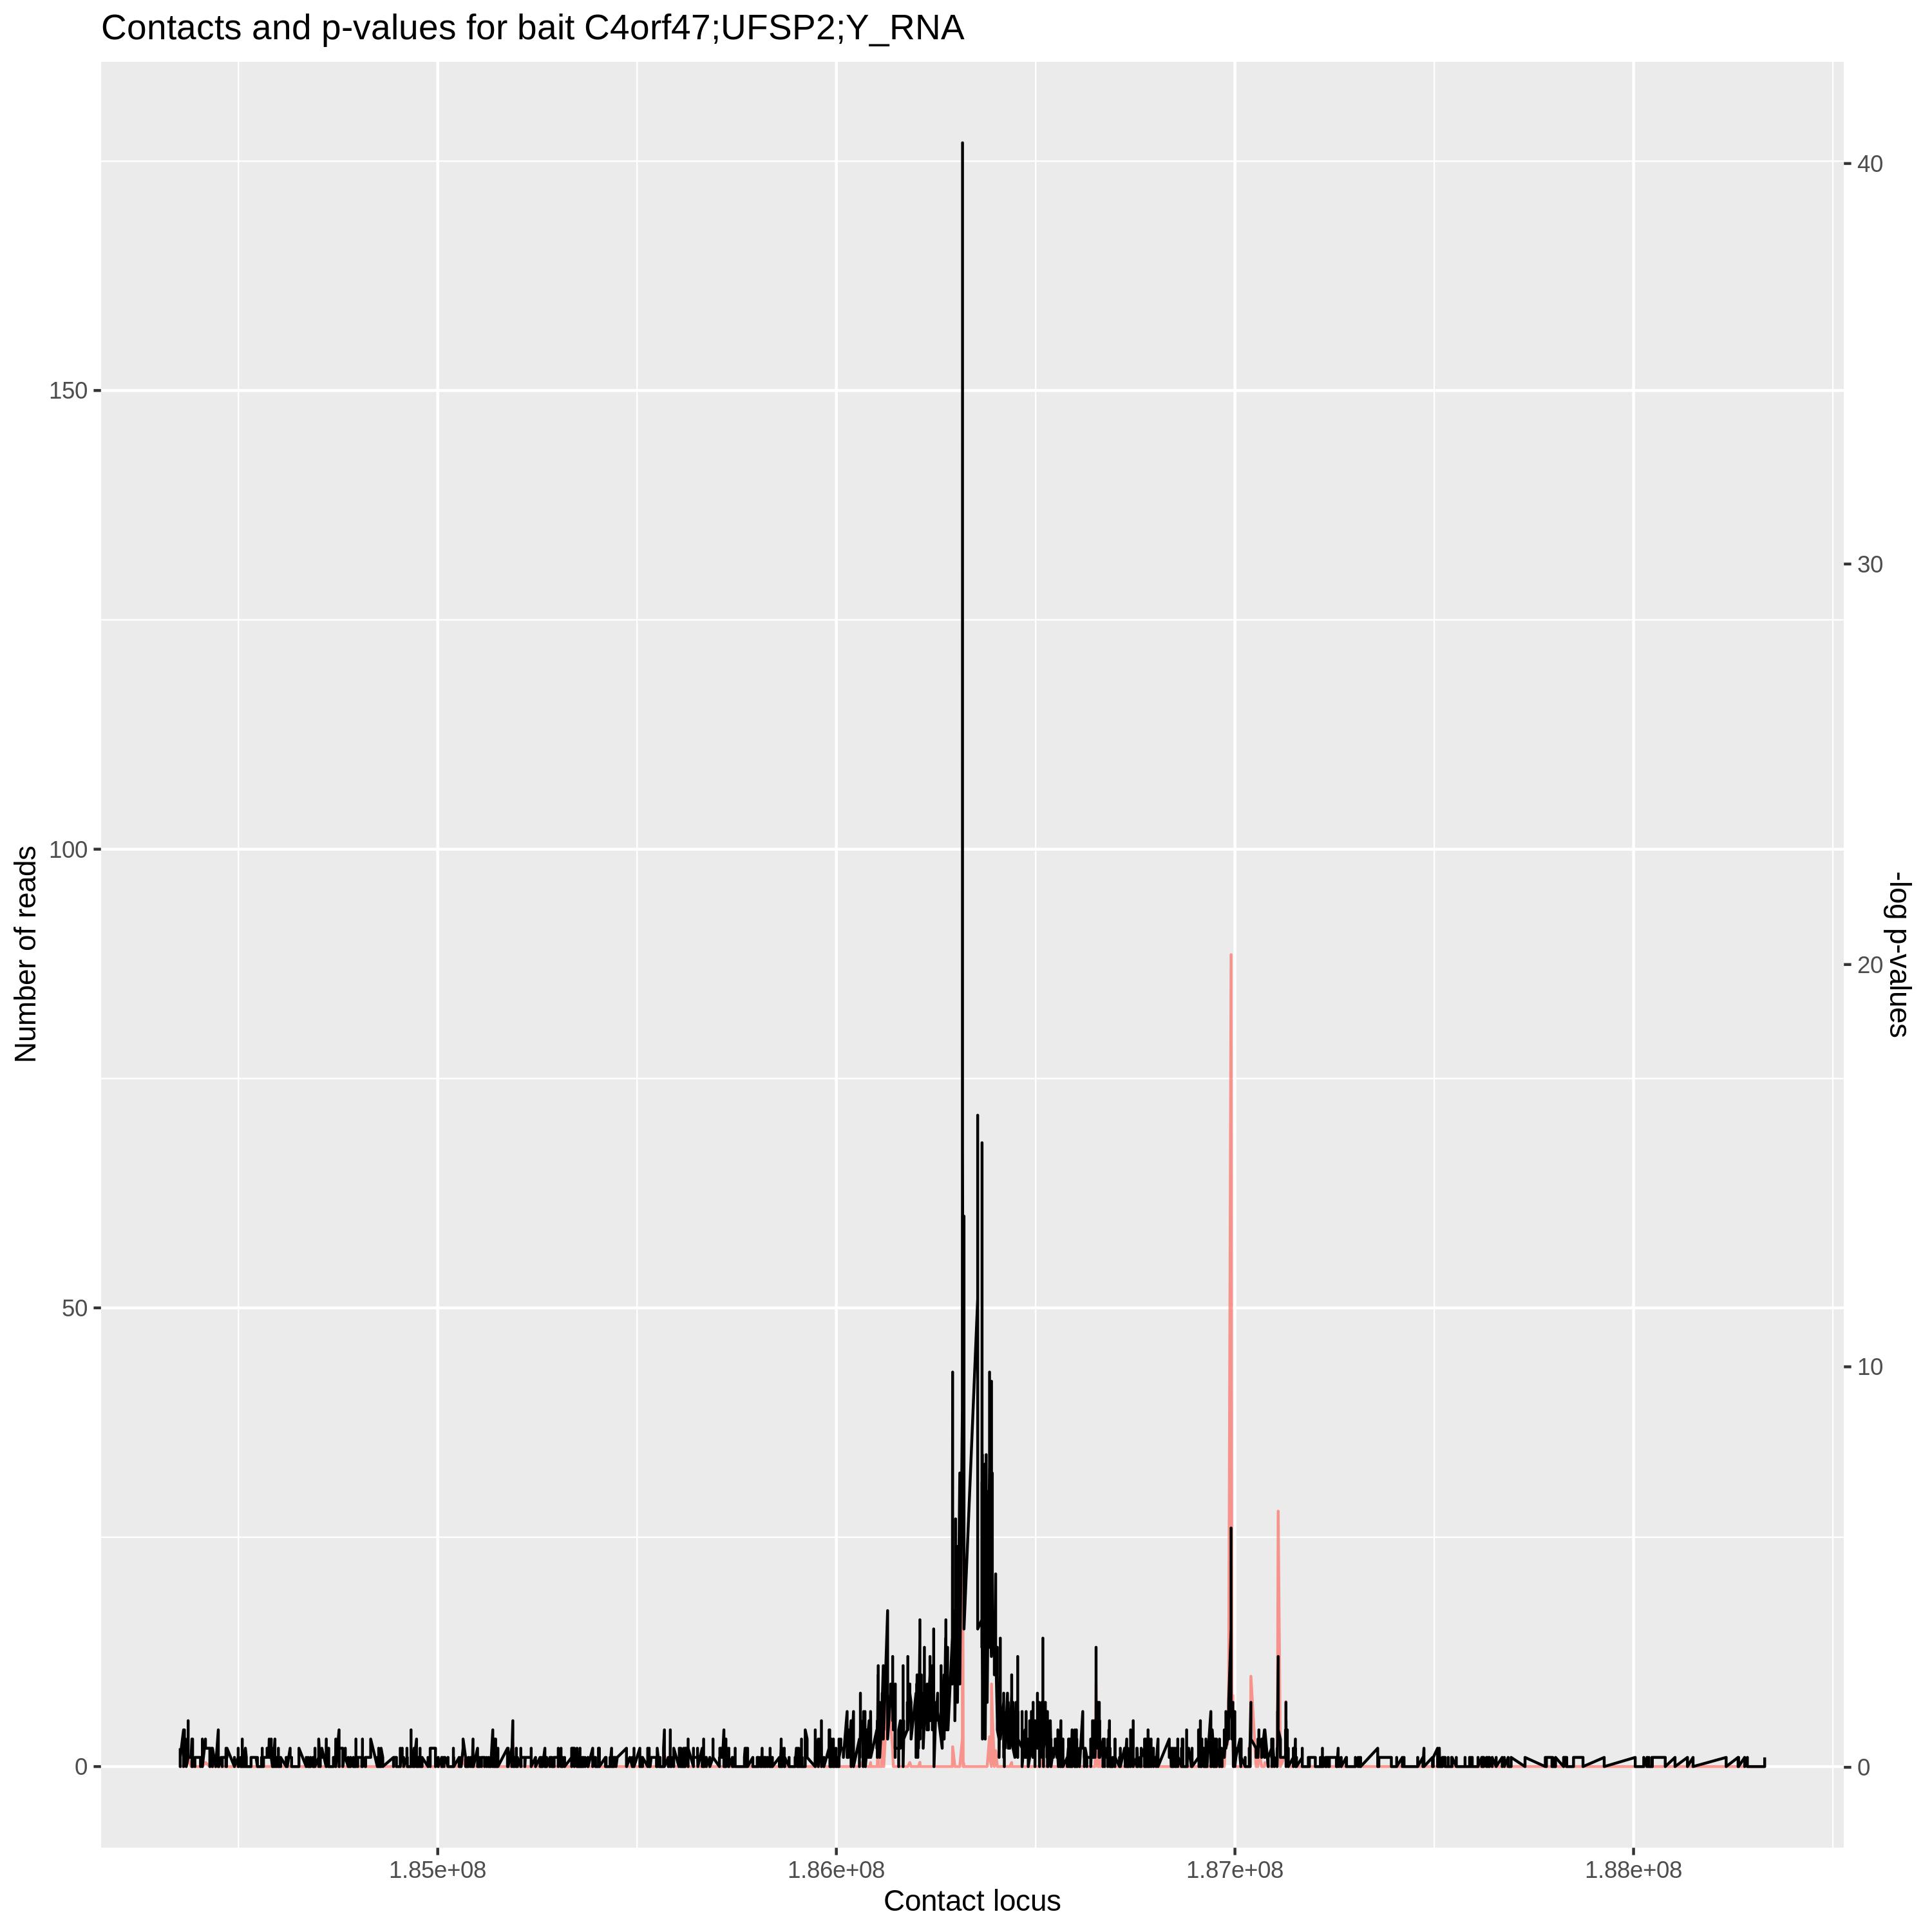 Contacts and p-values for bait C4orf47;UFSP2;Y_RNA
Number of reads
150
100
50
0
40
30
20
10
0
-log p-values
1.85e+08
1.86e+08
1.87e+08
1.88e+08
Contact locus